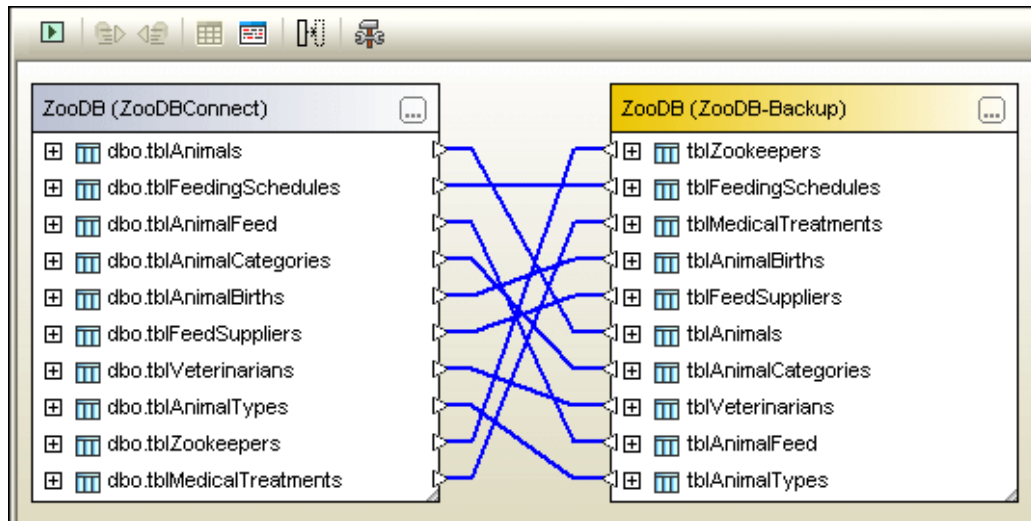 ZooDB (ZooDBConnect)
...
dbo.tblAnimals
dbo.tblFeedingSchedules
dbo.tblAnimalFeed
dbo.tblAnimalCategories
dbo.tblAnimalBirths
dbo.tblFeedSuppliers
dbo.tblVeterinarians
dbo.tblAnimalTypes
dbo.tblZookeepers
dbo.tblMedicalTreatments
ZooDB (ZooDB-Backup)
...
tblZookeepers
tblFeedingSchedules
tblMedicalTreatments
tblAnimalBirths
tblFeedSuppliers
tblAnimals
tblAnimalCategories
tblVeterinarians
tblAnimalFeed
tblAnimalTypes